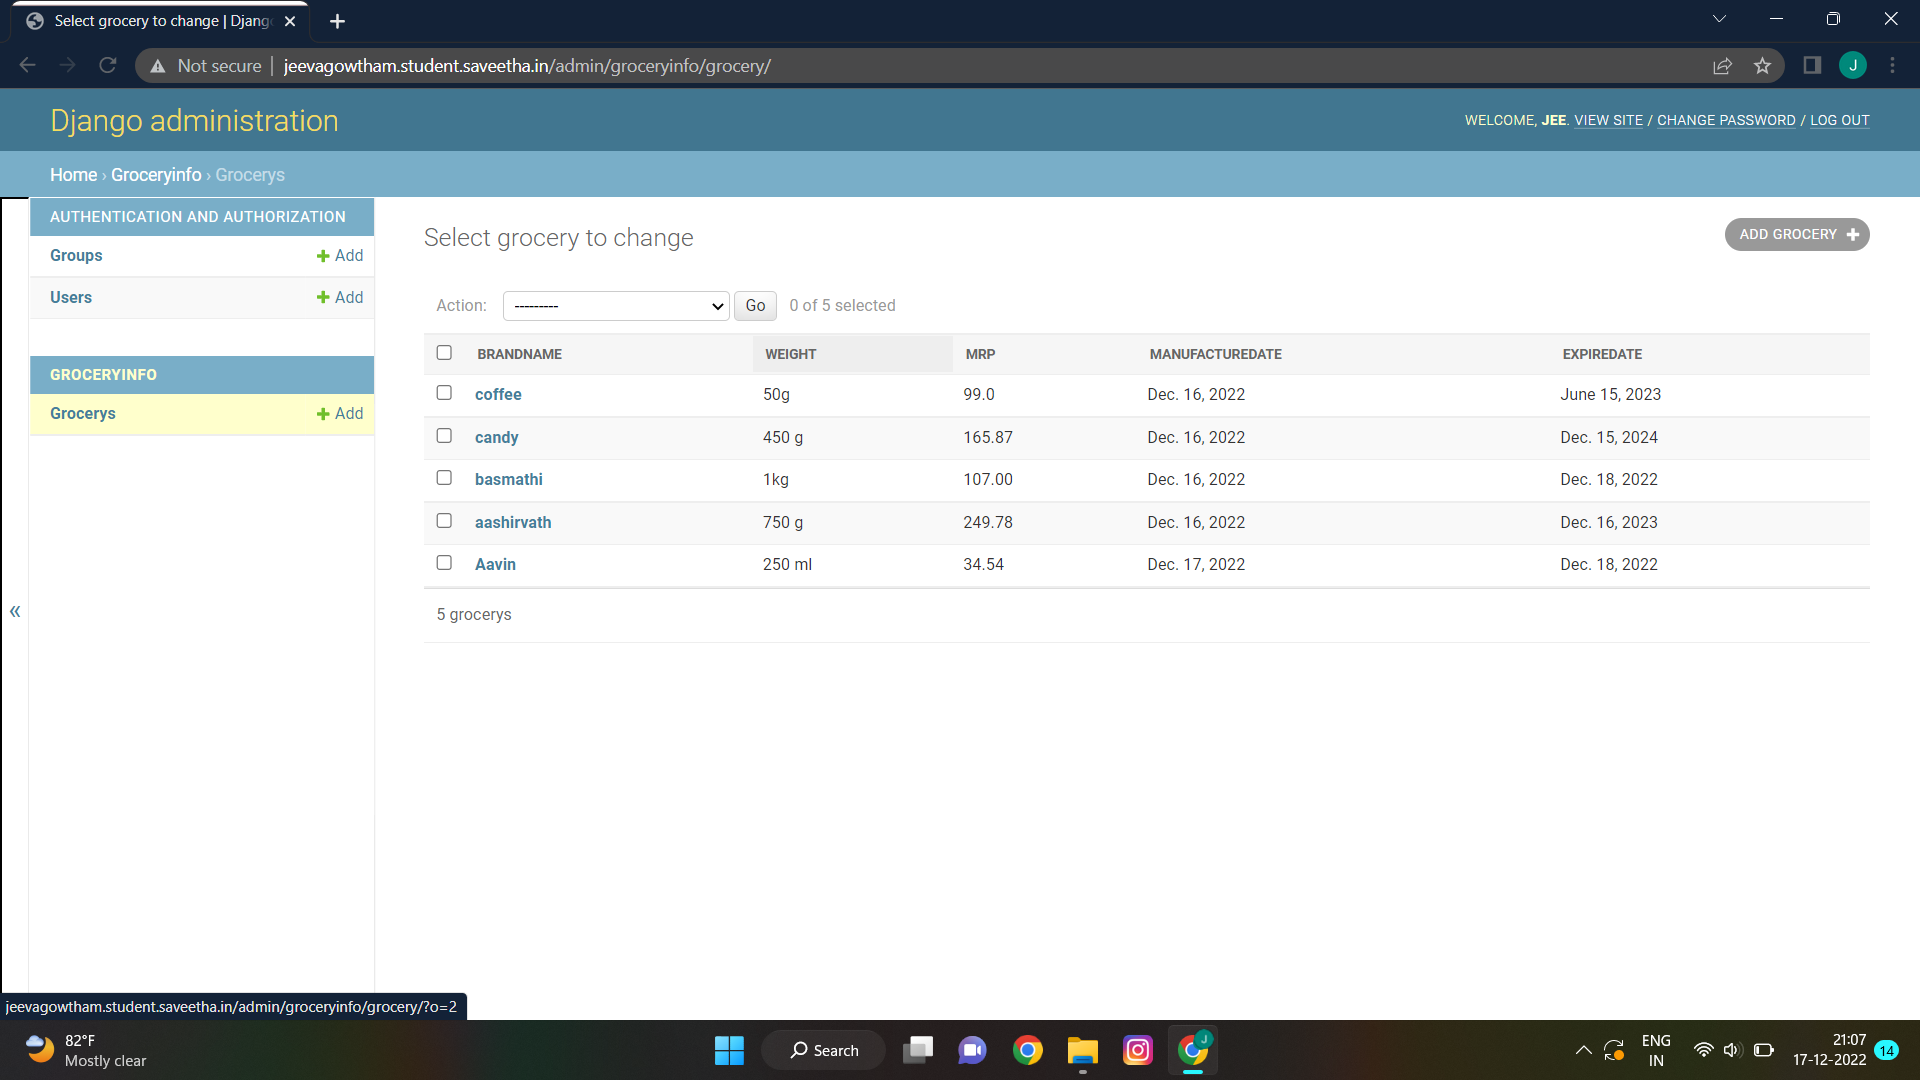 Select grocery to change | Djang
Not secure | jeevagowtham.student.saveetha.in/admin/groceryinfo/grocery/
J
Django administration
WELCOME, JEE. VIEW SITE / CHANGE PASSWORD / LOG OUT
Home › Groceryinfo › Grocerys
AUTHENTICATION AND AUTHORIZATION
Groups + Add
Users + Add
GROCERYINFO
Grocerys + Add
«
Select grocery to change
ADD GROCERY +
Action: --------- Go 0 of 5 selected
BRANDNAME WEIGHT MRP MANUFACTUREDATE EXPIREDATE
coffee 50g 99.0 Dec. 16, 2022 June 15, 2023
candy 450 g 165.87 Dec. 16, 2022 Dec. 15, 2024
basmathi 1kg 107.00 Dec. 16, 2022 Dec. 18, 2022
aashirvath 750 g 249.78 Dec. 16, 2022 Dec. 16, 2023
Aavin 250 ml 34.54 Dec. 17, 2022 Dec. 18, 2022
5 grocerys
jeevagowtham.student.saveetha.in/admin/groceryinfo/grocery/?o=2
82°F
Mostly clear
Search
J
ENG
IN
21:07
17-12-2022
14